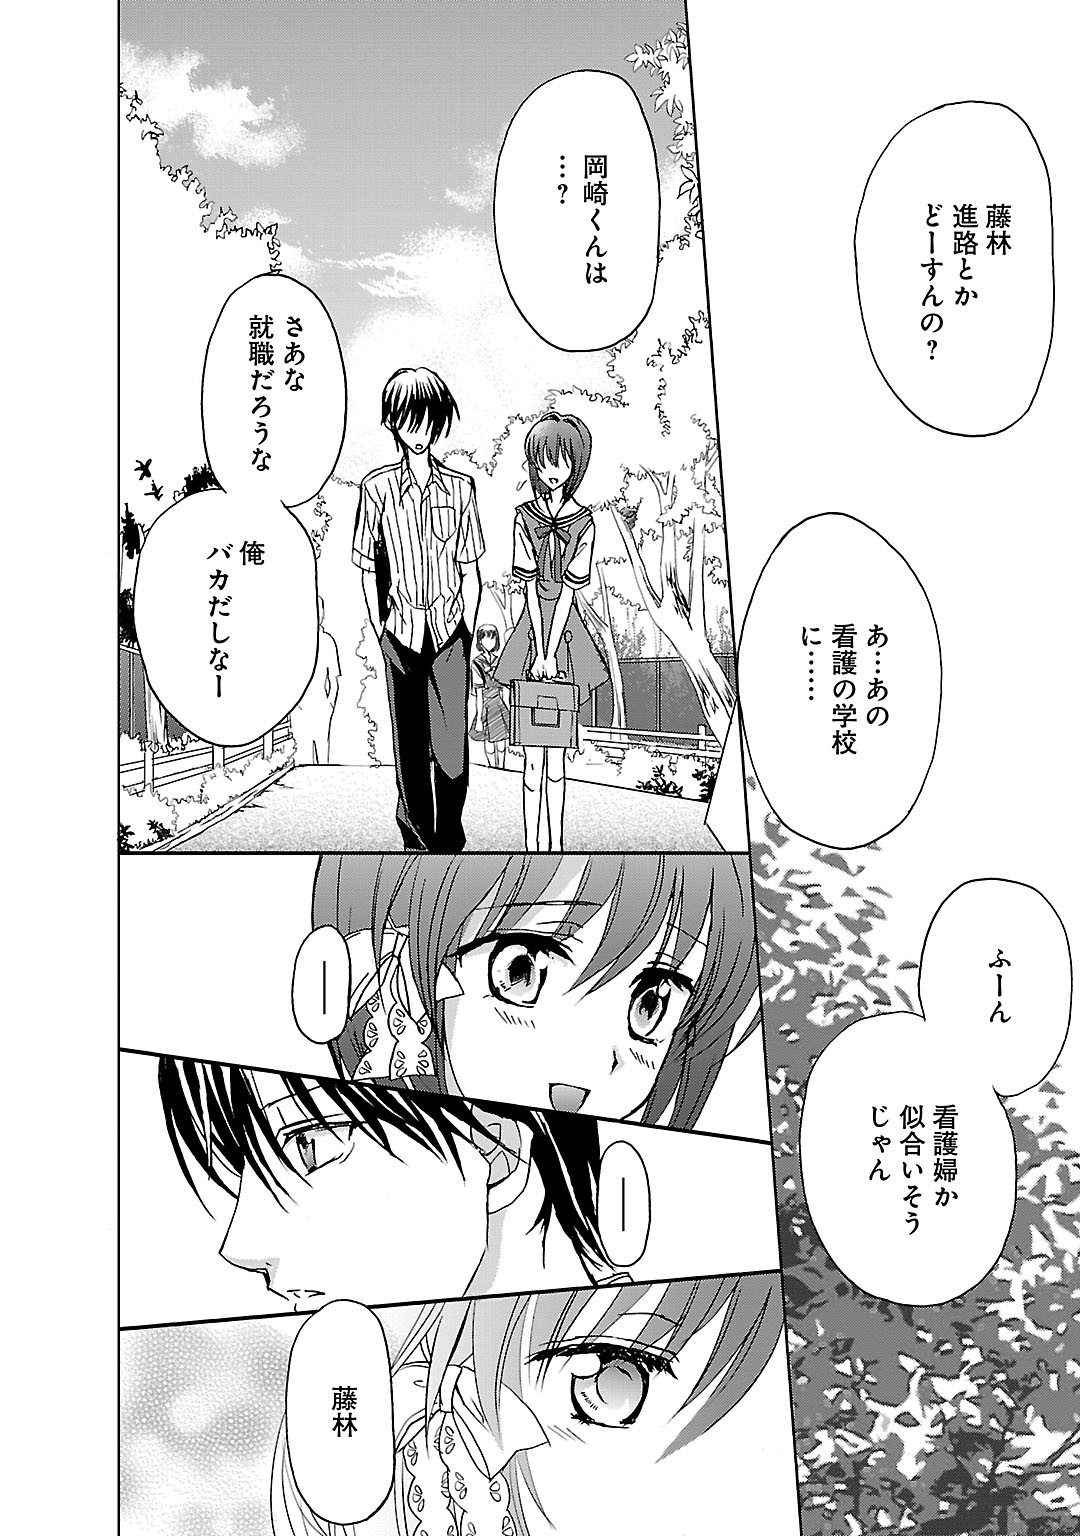 藤林
進路とか
どーすんの?
あ…あの
看護の学校
に……
ふーん
看護婦か
似合いそう
じゃん
岡崎くんは
…?
さあな
就職だろうな
俺
バカだしなー
―
―
藤林